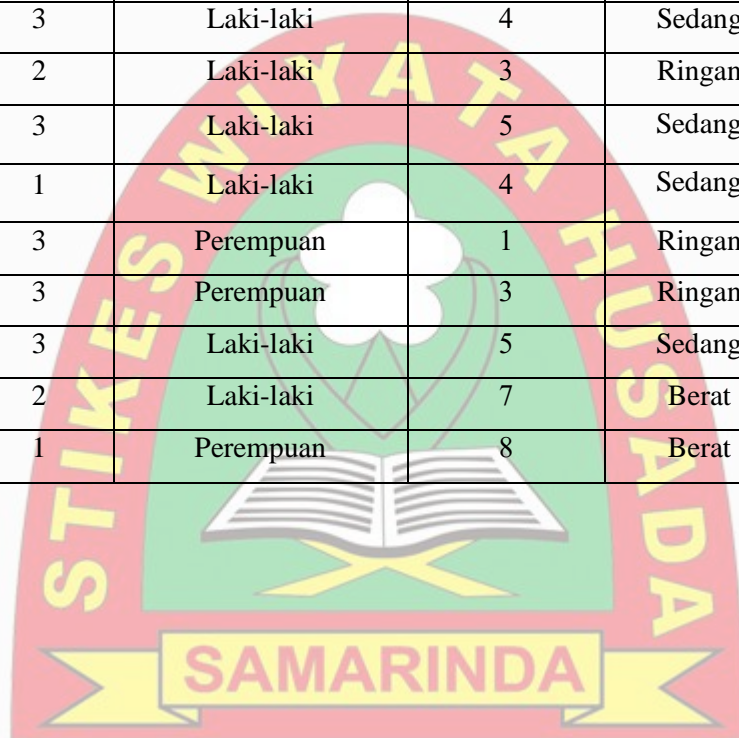 3 Laki-laki 4 Sedang
2 Laki-laki 3 Ringan
3 Laki-laki 5 Sedang
1 Laki-laki 4 Sedang
3 Perempuan 1 Ringan
3 Perempuan 3 Ringan
3 Laki-laki 5 Sedang
2 Laki-laki 7 Berat
1 Perempuan 8 Berat
STIKES WIYATA HUSADA
SAMARINDA